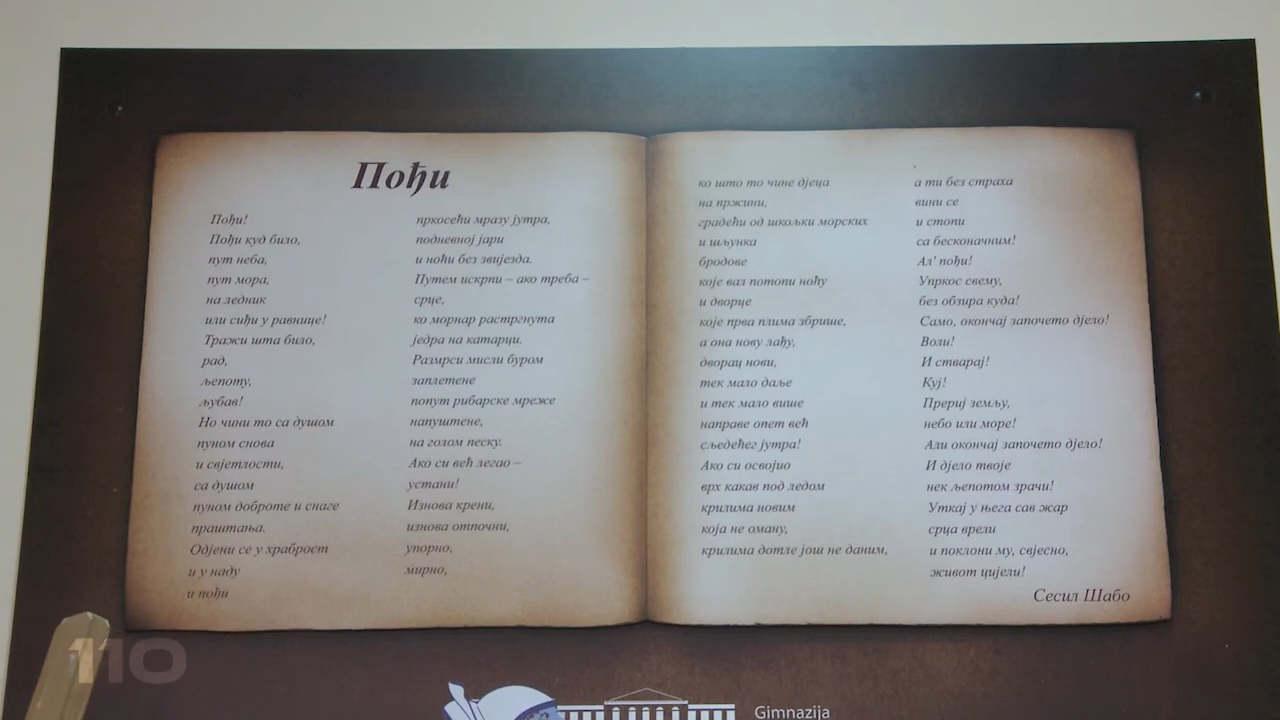 Пођи
Пођи!
Пођи куд било,
пут неба,
пут мора,
на ледник
или сиђи у равнице!
Тражи шта било,
рад,
љепоту,
љубав!
Но чини то са душом
пуном снова
и свјетлости,
са душом
пуном доброте и снаге
праштања.
Одјени се у храброст
и у наду
и пођи
пркосећи мразу јутра,
подневној јари
и ноћи без звијезда.
Путем искрпи – ако треба –
срце,
ко морнар растргнута
једра на катарци.
Размрси мисли буром
заплетене
попут рибарске мреже
напуштене,
на голом песку.
Ако си већ легао –
устани!
Изнова крени,
изнова отпочни,
упорно,
мирно,
ко што то чине дјеца
на пржини,
градећи од шкољки морских
и шљунка
бродове
које вал потопи ноћу
и дворце
које прва плима збрише,
а она нову лађу,
дворац нови,
тек мало даље
и тек мало више
направе опет већ
сљедећег јутра!
Ако си освојио
врх какав под ледом
крилима новим
која не оману,
крилима дотле још не даним,
а ти без страха
вини се
и стопи
са бесконачним!
Ал' пођи!
Упркос свему,
без обзира куда!
Само, окончај започето дјело!
Воли!
И стварај!
Куј!
Прериј земљу,
небо или море!
Али окончај започето дјело!
И дјело твоје
нек љепотом зрачи!
Уткај у њега сав жар
срца врели
и поклони му, свјесно,
живот цијели!
Сесил Шабо
110
Gimnazija